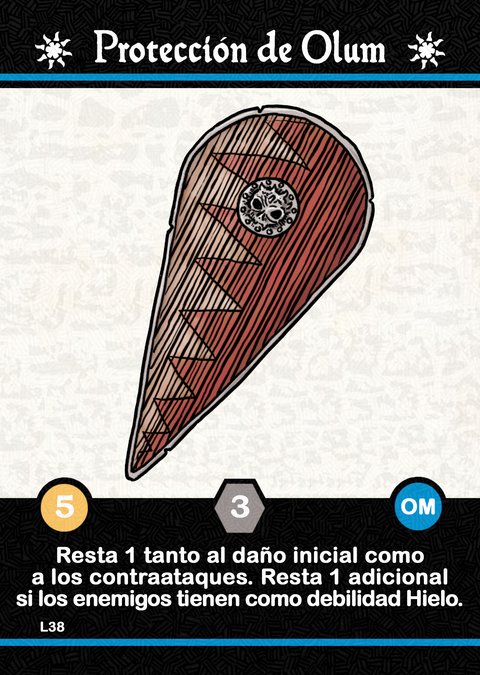 Protección de Olum
5
3
OM
Resta 1 tanto al daño inicial como
a los contraataques. Resta 1 adicional
si los enemigos tienen como debilidad Hielo.
L38